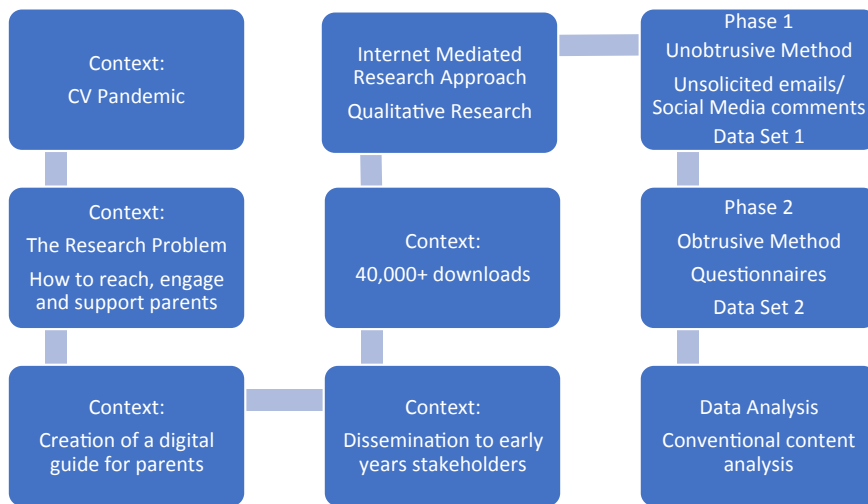 Context:
CV Pandemic
Context:
The Research Problem
How to reach, engage
and support parents
Context:
Creation of a digital
guide for parents
Context:
Dissemination to early
years stakeholders
Context:
40,000+ downloads
Internet Mediated
Research Approach
Qualitative Research
Phase 1
Unobtrusive Method
Unsolicited emails/
Social Media comments
Data Set 1
Phase 2
Obtrusive Method
Questionnaires
Data Set 2
Data Analysis
Conventional content
analysis